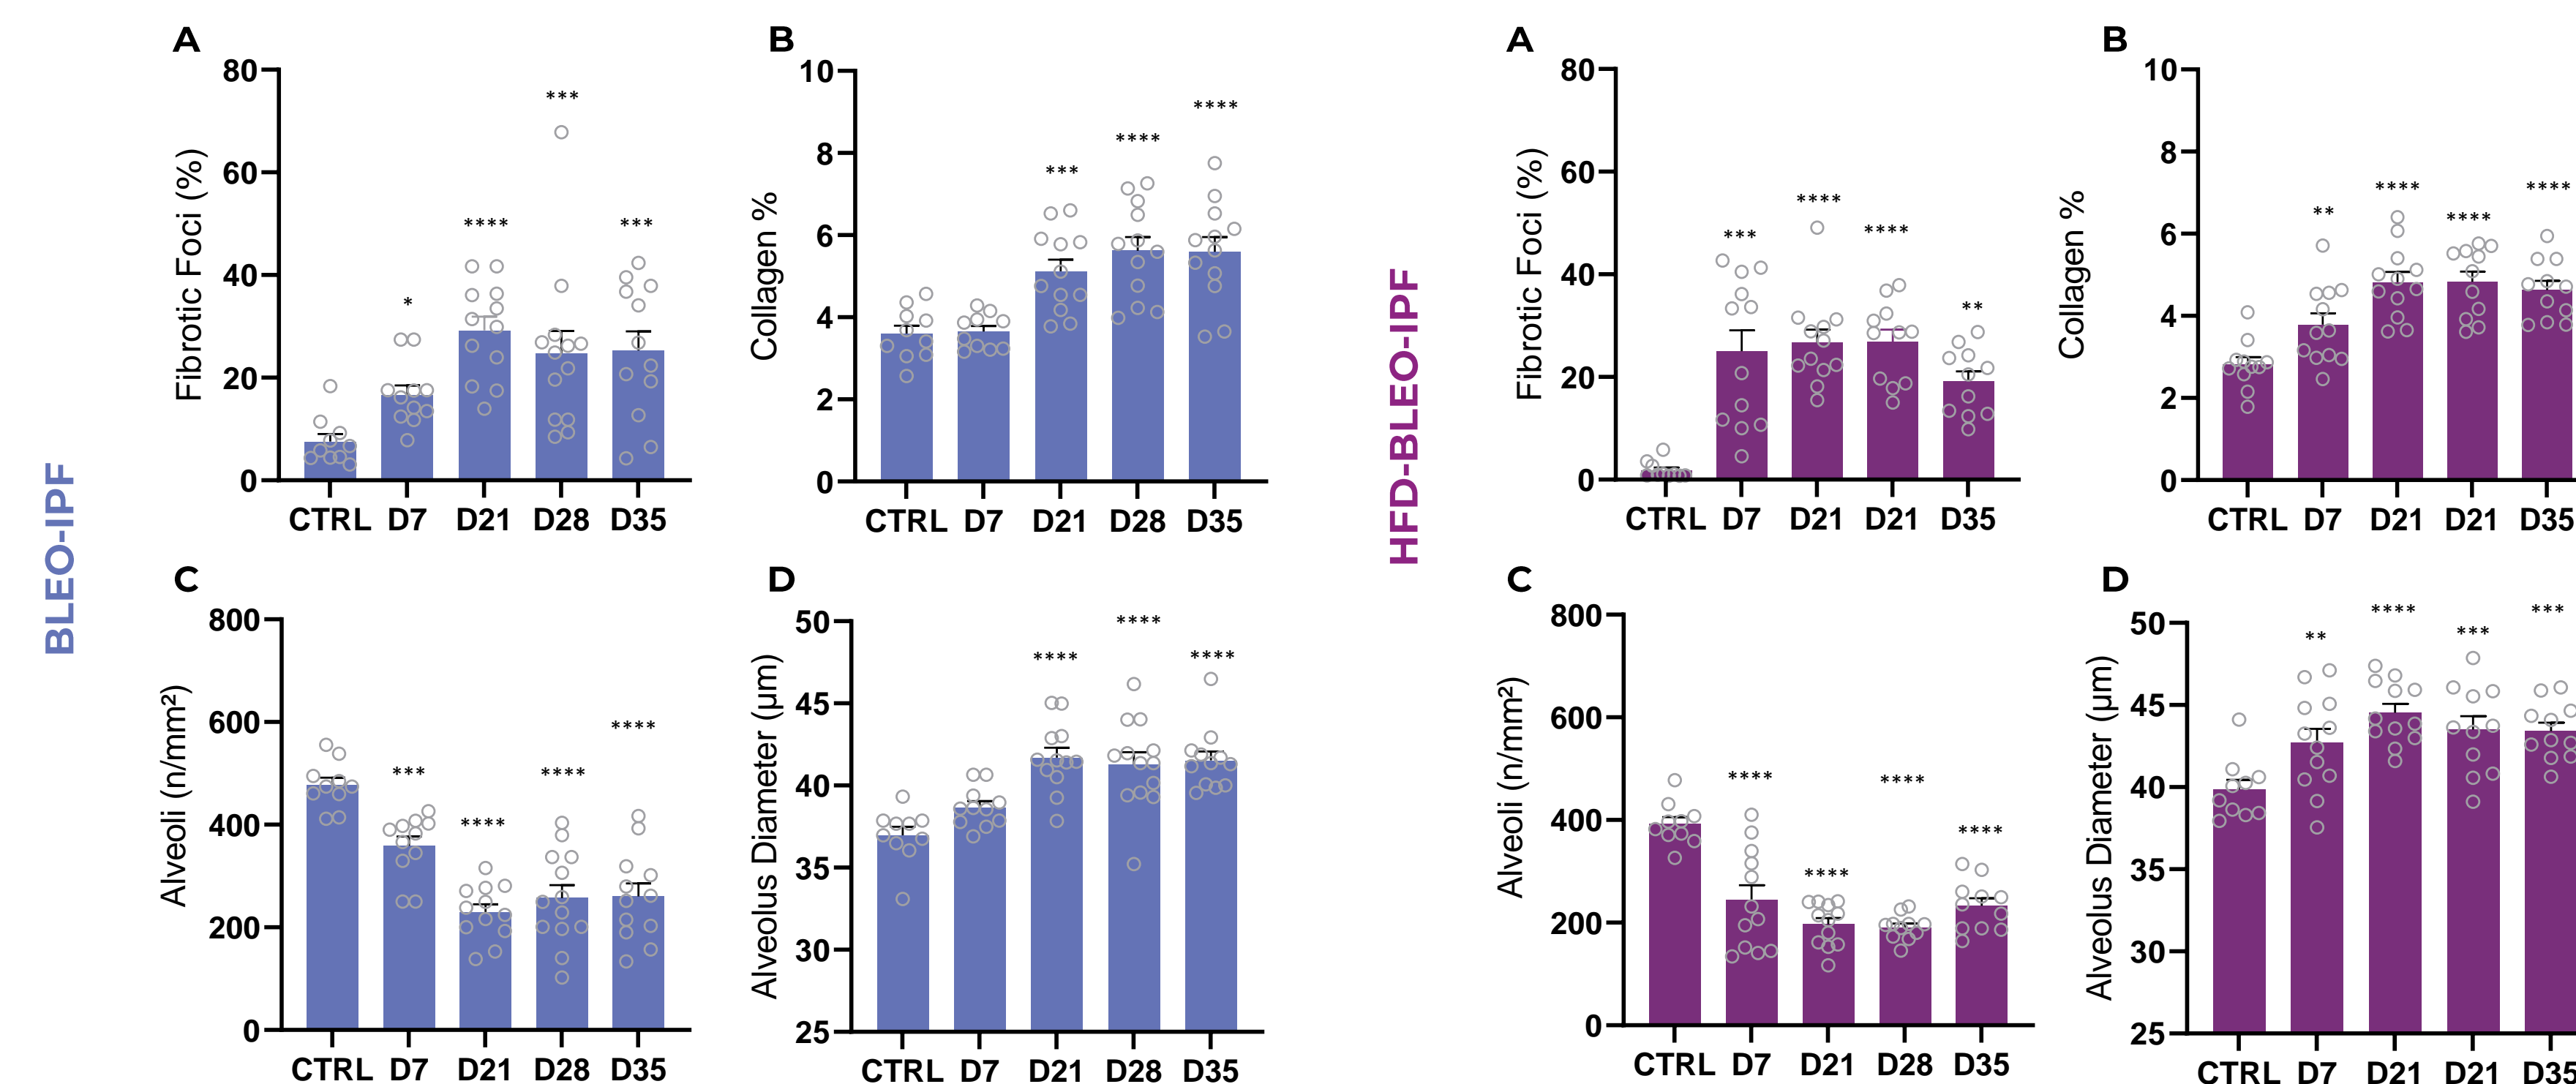 BLEO-IPF
A
Fibrotic Foci (%)
80
60
40
20
0
*
****
***
***
CTRL D7 D21 D28 D35
B
Collagen %
10
8
6
4
2
0
***
****
****
CTRL D7 D21 D28 D35
C
Alveoli (n/mm²)
800
600
400
200
0
***
****
****
****
CTRL D7 D21 D28 D35
D
Alveolus Diameter (µm)
50
45
40
35
30
25
****
****
****
CTRL D7 D21 D28 D35
HFD-BLEO-IPF
A
Fibrotic Foci (%)
80
60
40
20
0
***
****
****
**
CTRL D7 D21 D21 D35
B
Collagen %
10
8
6
4
2
0
**
****
****
****
CTRL D7 D21 D21 D35
C
Alveoli (n/mm²)
800
600
400
200
0
****
****
****
****
CTRL D7 D21 D28 D35
D
Alveolus Diameter (µm)
50
45
40
35
30
25
**
****
***
***
CTRL D7 D21 D21 D35